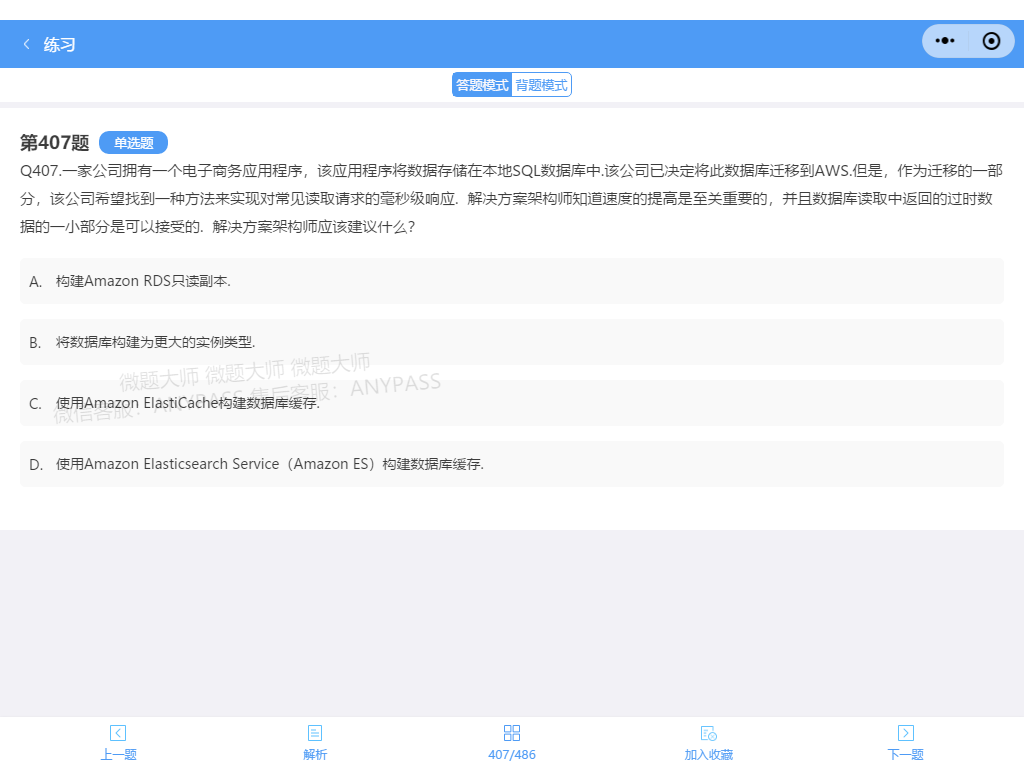 练习
答题模式 背题模式
第407题 单选题
Q407.一家公司拥有一个电子商务应用程序，该应用程序将数据存储在本地SQL数据库中.该公司已决定将此数据库迁移到AWS.但是，作为迁移的一部
分，该公司希望找到一种方法来实现对常见读取请求的毫秒级响应. 解决方案架构师知道速度的提高是至关重要的，并且数据库读取中返回的过时数
据的一小部分是可以接受的. 解决方案架构师应该建议什么？
A. 构建Amazon RDS只读副本.
B. 将数据库构建为更大的实例类型.
微题大师 微题大师 微题大师
微信客服：ANYPASS 售后客服：ANYPASS
C. 使用Amazon ElastiCache构建数据库缓存.
D. 使用Amazon Elasticsearch Service（Amazon ES）构建数据库缓存.
上一题 解析 407/486 加入收藏 下一题